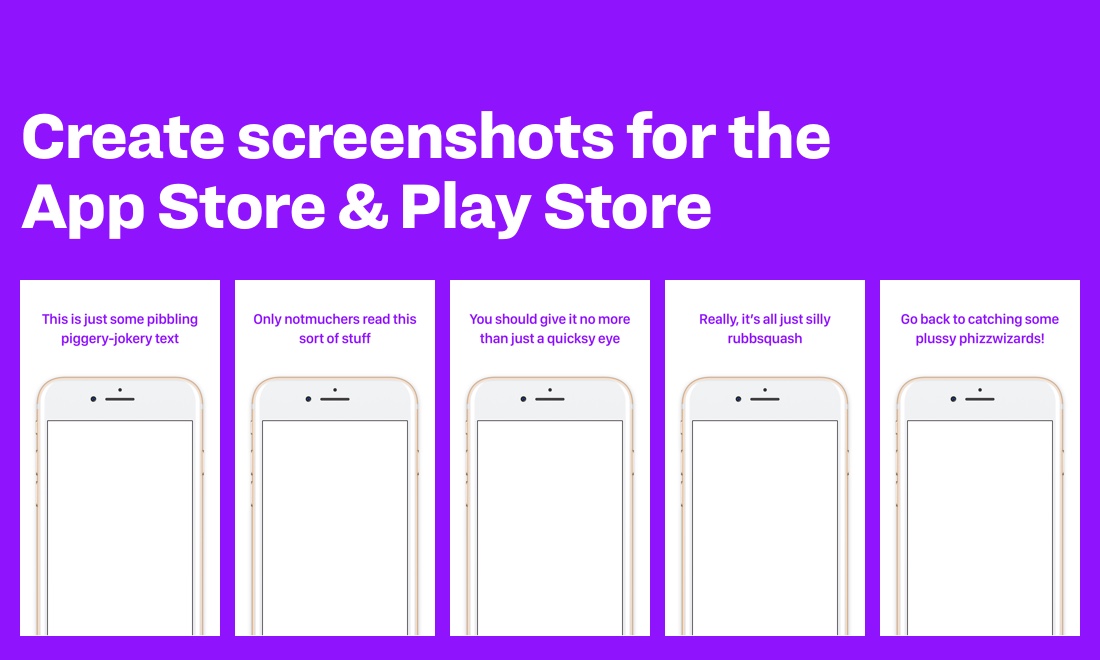 Create screenshots for the
App Store & Play Store
This is just some pibbling
piggery-jokery text
Only notmuchers read this
sort of stuff
You should give it no more
than just a quicksy eye
Really, it's all just silly
rubbsquash
Go back to catching some
plussy phizzwizards!